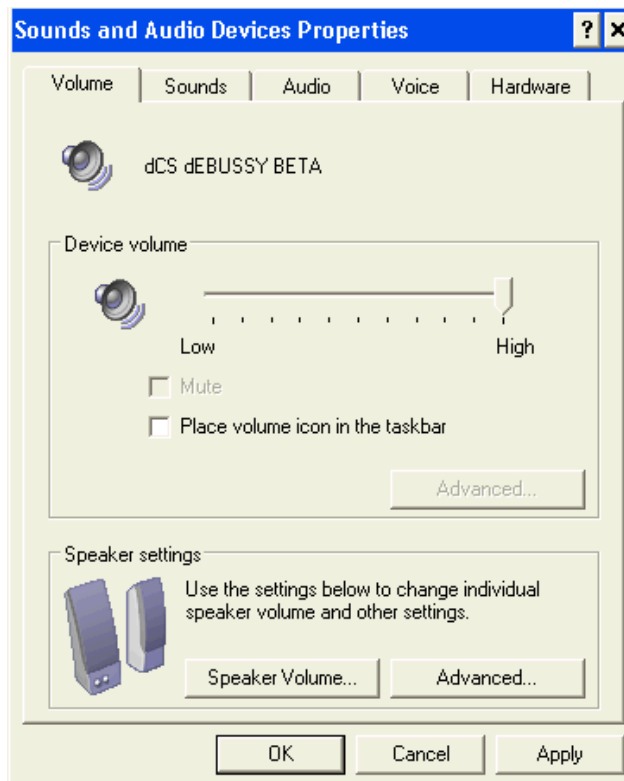 Sounds and Audio Devices Properties
Volume
Sounds
Audio
Voice
Hardware
dCS dEBUSSY BETA
Device volume
Low
High
Mute
Place volume icon in the taskbar
Advanced...
Speaker settings
Use the settings below to change individual
speaker volume and other settings.
Speaker Volume...
Advanced...
OK
Cancel
Apply